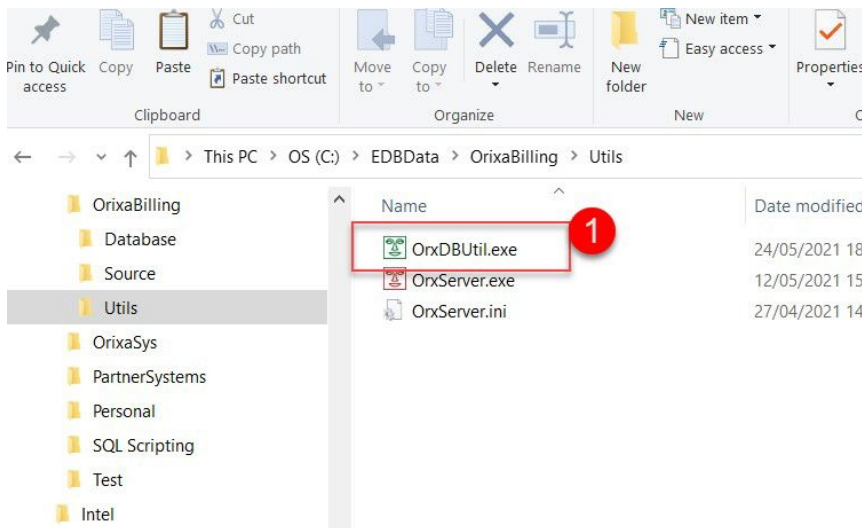 Cut
Copy path
Paste shortcut
Pin to Quick access
Copy
Paste
Clipboard
Move to
Copy to
Delete
Rename
Organize
New folder
New item
Easy access
New
Properties
This PC > OS (C:) > EDBData > OrixaBilling > Utils
OrixaBilling
Database
Source
Utils
OrixaSys
PartnerSystems
Personal
SQL Scripting
Test
Intel
Name
Date modified
1
OrxDBUtil.exe
24/05/2021 18
OrxServer.exe
12/05/2021 15
OrxServer.ini
27/04/2021 14